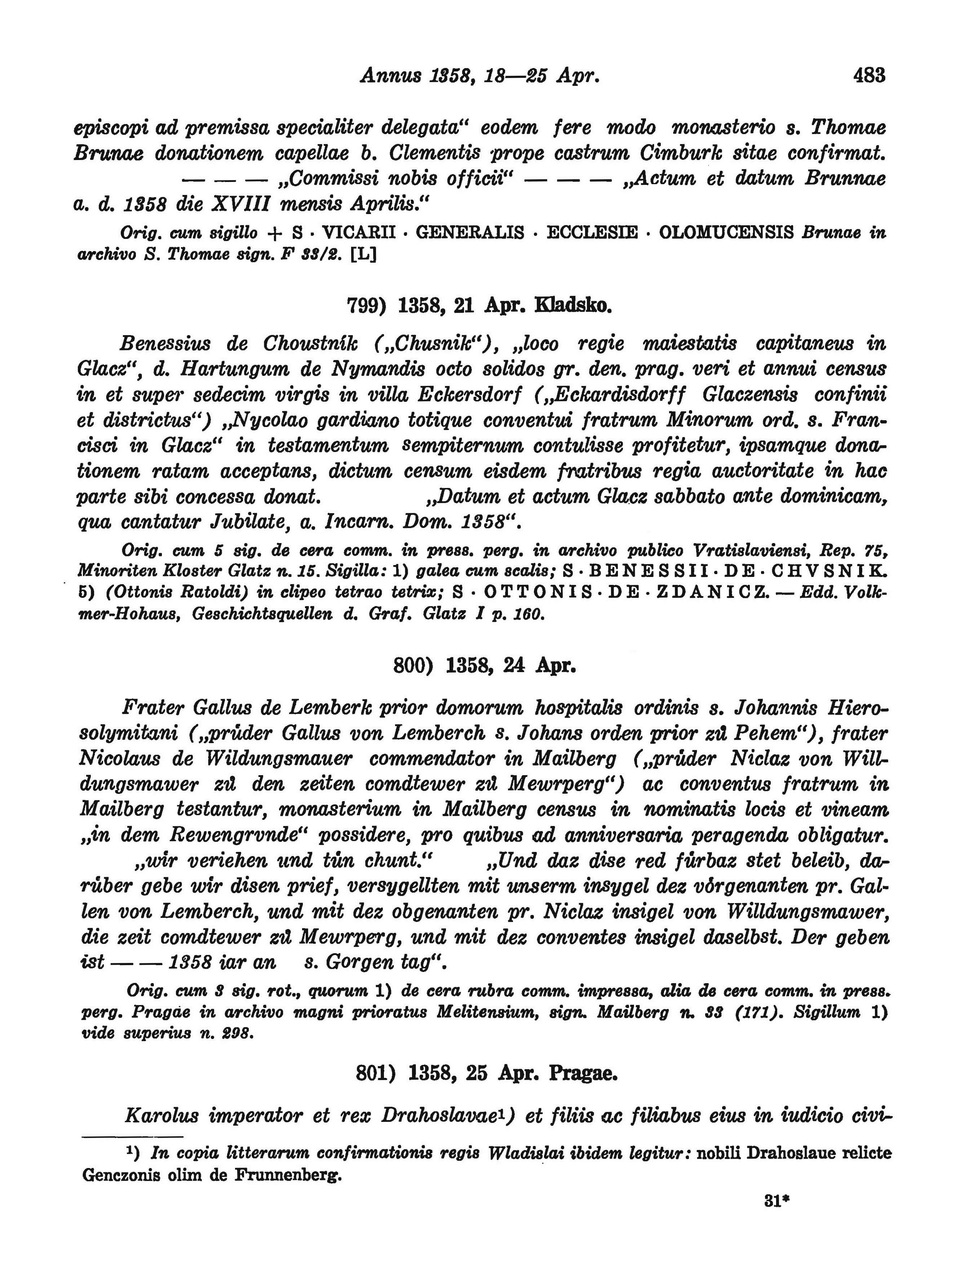 Annus 1358, 18—25 Apr. 483
episcopi ad premissa specialiter delegata“ eodem fere modo monasterio s. Thomae
Brunae donationem capellae b. Clementis prope castrum Cimburk sitae confirmat.
— — — „Commissi nobis officii“ — — — „Actum et datum Brunnae
a. d. 1358 die XVIII mensis Aprilis.“
Orig. cum sigillo + S · VICARII · GENERALIS · ECCLESIE · OLOMUCENSIS Brunae in
archivo S. Thomae sign. F 33/2. [L]
799) 1358, 21 Apr. Kladsko.
Benessius de Choustník („Chusnik“), „loco regie maiestatis capitaneus in
Glacz“, d. Hartungum de Nymandis octo solidos gr. den. prag. veri et annui census
in et super sedecim virgis in villa Eckersdorf („Eckardisdorff Glaczensis confinii
et districtus“) „Nycolao gardiano totique conventui fratrum Minorum ord. s. Fran-
cisci in Glacz“ in testamentum sempiternum contulisse profitetur, ipsamque dona-
tionem ratam acceptans, dictum censum eisdem fratribus regia auctoritate in hac
parte sibi concessa donat. „Datum et actum Glacz sabbato ante dominicam,
qua cantatur Jubilate, a. Incarn. Dom. 1358“.
Orig. cum 5 sig. de cera comm. in press. perg. in archivo publico Vratislaviensi, Rep. 75,
Minoriten Kloster Glatz n. 15. Sigilla: 1) galea cum scalis; S · BENESSII · DE · CHVSNIK.
5) (Ottonis Ratoldi) in clipeo tetrao tetrix; S · OTTONIS · DE · ZDANICZ. — Edd. Volk-
mer-Hohaus, Geschichtsquellen d. Graf. Glatz I p. 160.
800) 1358, 24 Apr.
Frater Gallus de Lemberk prior domorum hospitalis ordinis s. Johannis Hiero-
solymitani („průder Gallus von Lemberch s. Johans orden prior zů Pehem“), frater
Nicolaus de Wildungsmauer commendator in Mailberg („prüder Niclaz von Will-
dungsmawer zů den zeiten comdtewer zů Mewrperg“) ac conventus fratrum in
Mailberg testantur, monasterium in Mailberg census in nominatis locis et vineam
„in dem Rewengrvnde“ possidere, pro quibus ad anniversaria peragenda obligatur.
„wir veriehen und tůn chunt.“ „Und daz dise red fůrbaz stet beleib, da-
růber gebe wir disen prief, versygellten mit unserm insygel dez vőrgenanten pr. Gal-
len von Lemberch, und mit dez obgenanten pr. Niclaz insigel von Willdungsmawer,
die zeit comdtewer zů Mewrperg, und mit dez conventes insigel daselbst. Der geben
ist — — 1358 iar an s. Gorgen tag“.
Orig. cum 3 sig. rot., quorum 1) de cera rubra comm. impressa, alia de cera comm. in press.
perg. Pragae in archivo magni prioratus Melitensium, sign. Mailberg n. 33 (171). Sigillum 1)
vide superius n. 298.
801) 1358, 25 Apr. Pragae.
Karolus imperator et rex Drahoslavae¹) et filiis ac filiabus eius in iudicio civi-
¹) In copia litterarum confirmationis regis Wladislai ibidem legitur: nobili Drahoslaue relicte
Genczonis olim de Frunnenberg.
31*